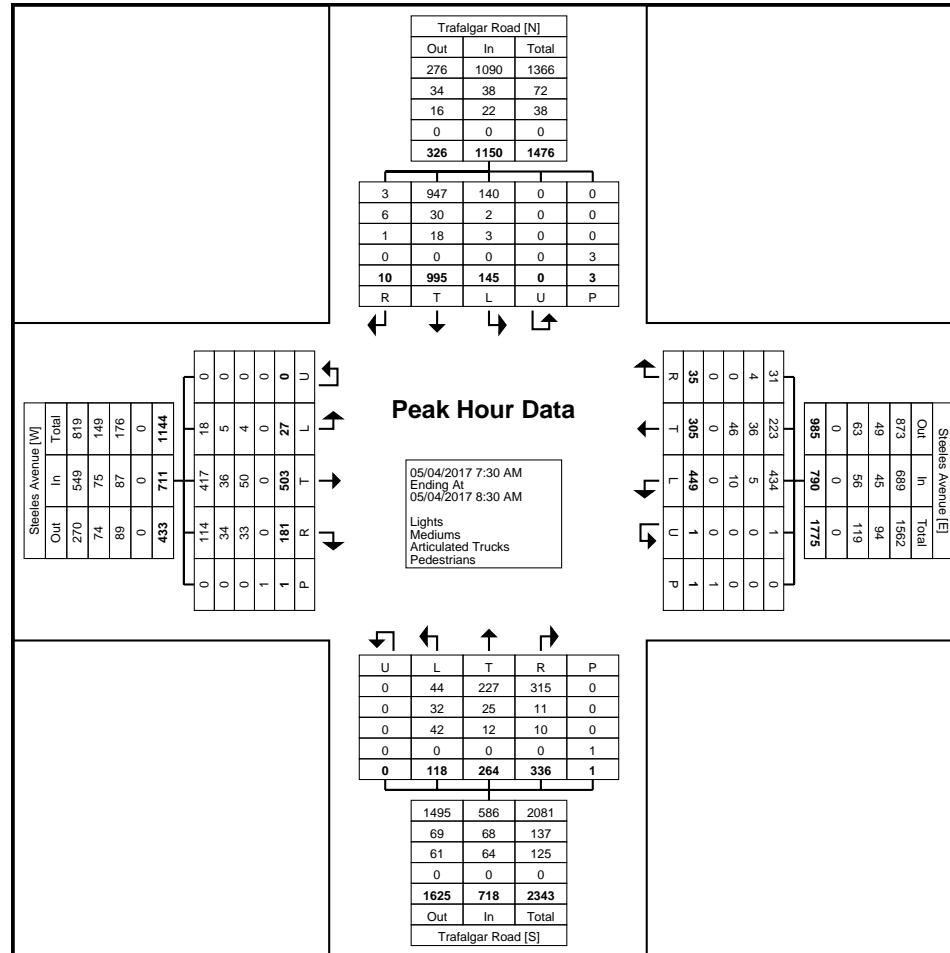 Trafalgar Road [N]
Out In Total
276 1090 1366
34 38 72
16 22 38
0 0 0
326 1150 1476
3 947 140 0 0
6 30 2 0 0
1 18 3 0 0
0 0 0 0 3
10 995 145 0 3
R T L U P
Steeles Avenue [W]
Out In Total
270 549 819
74 75 149
89 87 176
0 0 0
433 711 1144
0 114 417 18 0
0 34 36 5 0
0 33 50 4 0
1 0 0 0 0
1 181 503 27 0
P R T L U
Peak Hour Data
05/04/2017 7:30 AM
Ending At
05/04/2017 8:30 AM
Lights
Mediums
Articulated Trucks
Pedestrians
Steeles Avenue [E]
Out In Total
873 689 1562
49 45 94
63 56 119
0 0 0
985 790 1775
31 223 434 1 0
4 36 5 0 0
0 46 10 0 0
0 0 0 0 1
35 305 449 1 1
R T L U P
U L T R P
0 44 227 315 0
0 32 25 11 0
0 42 12 10 0
0 0 0 0 1
0 118 264 336 1
1495 586 2081
69 68 137
61 64 125
0 0 0
1625 718 2343
Out In Total
Trafalgar Road [S]